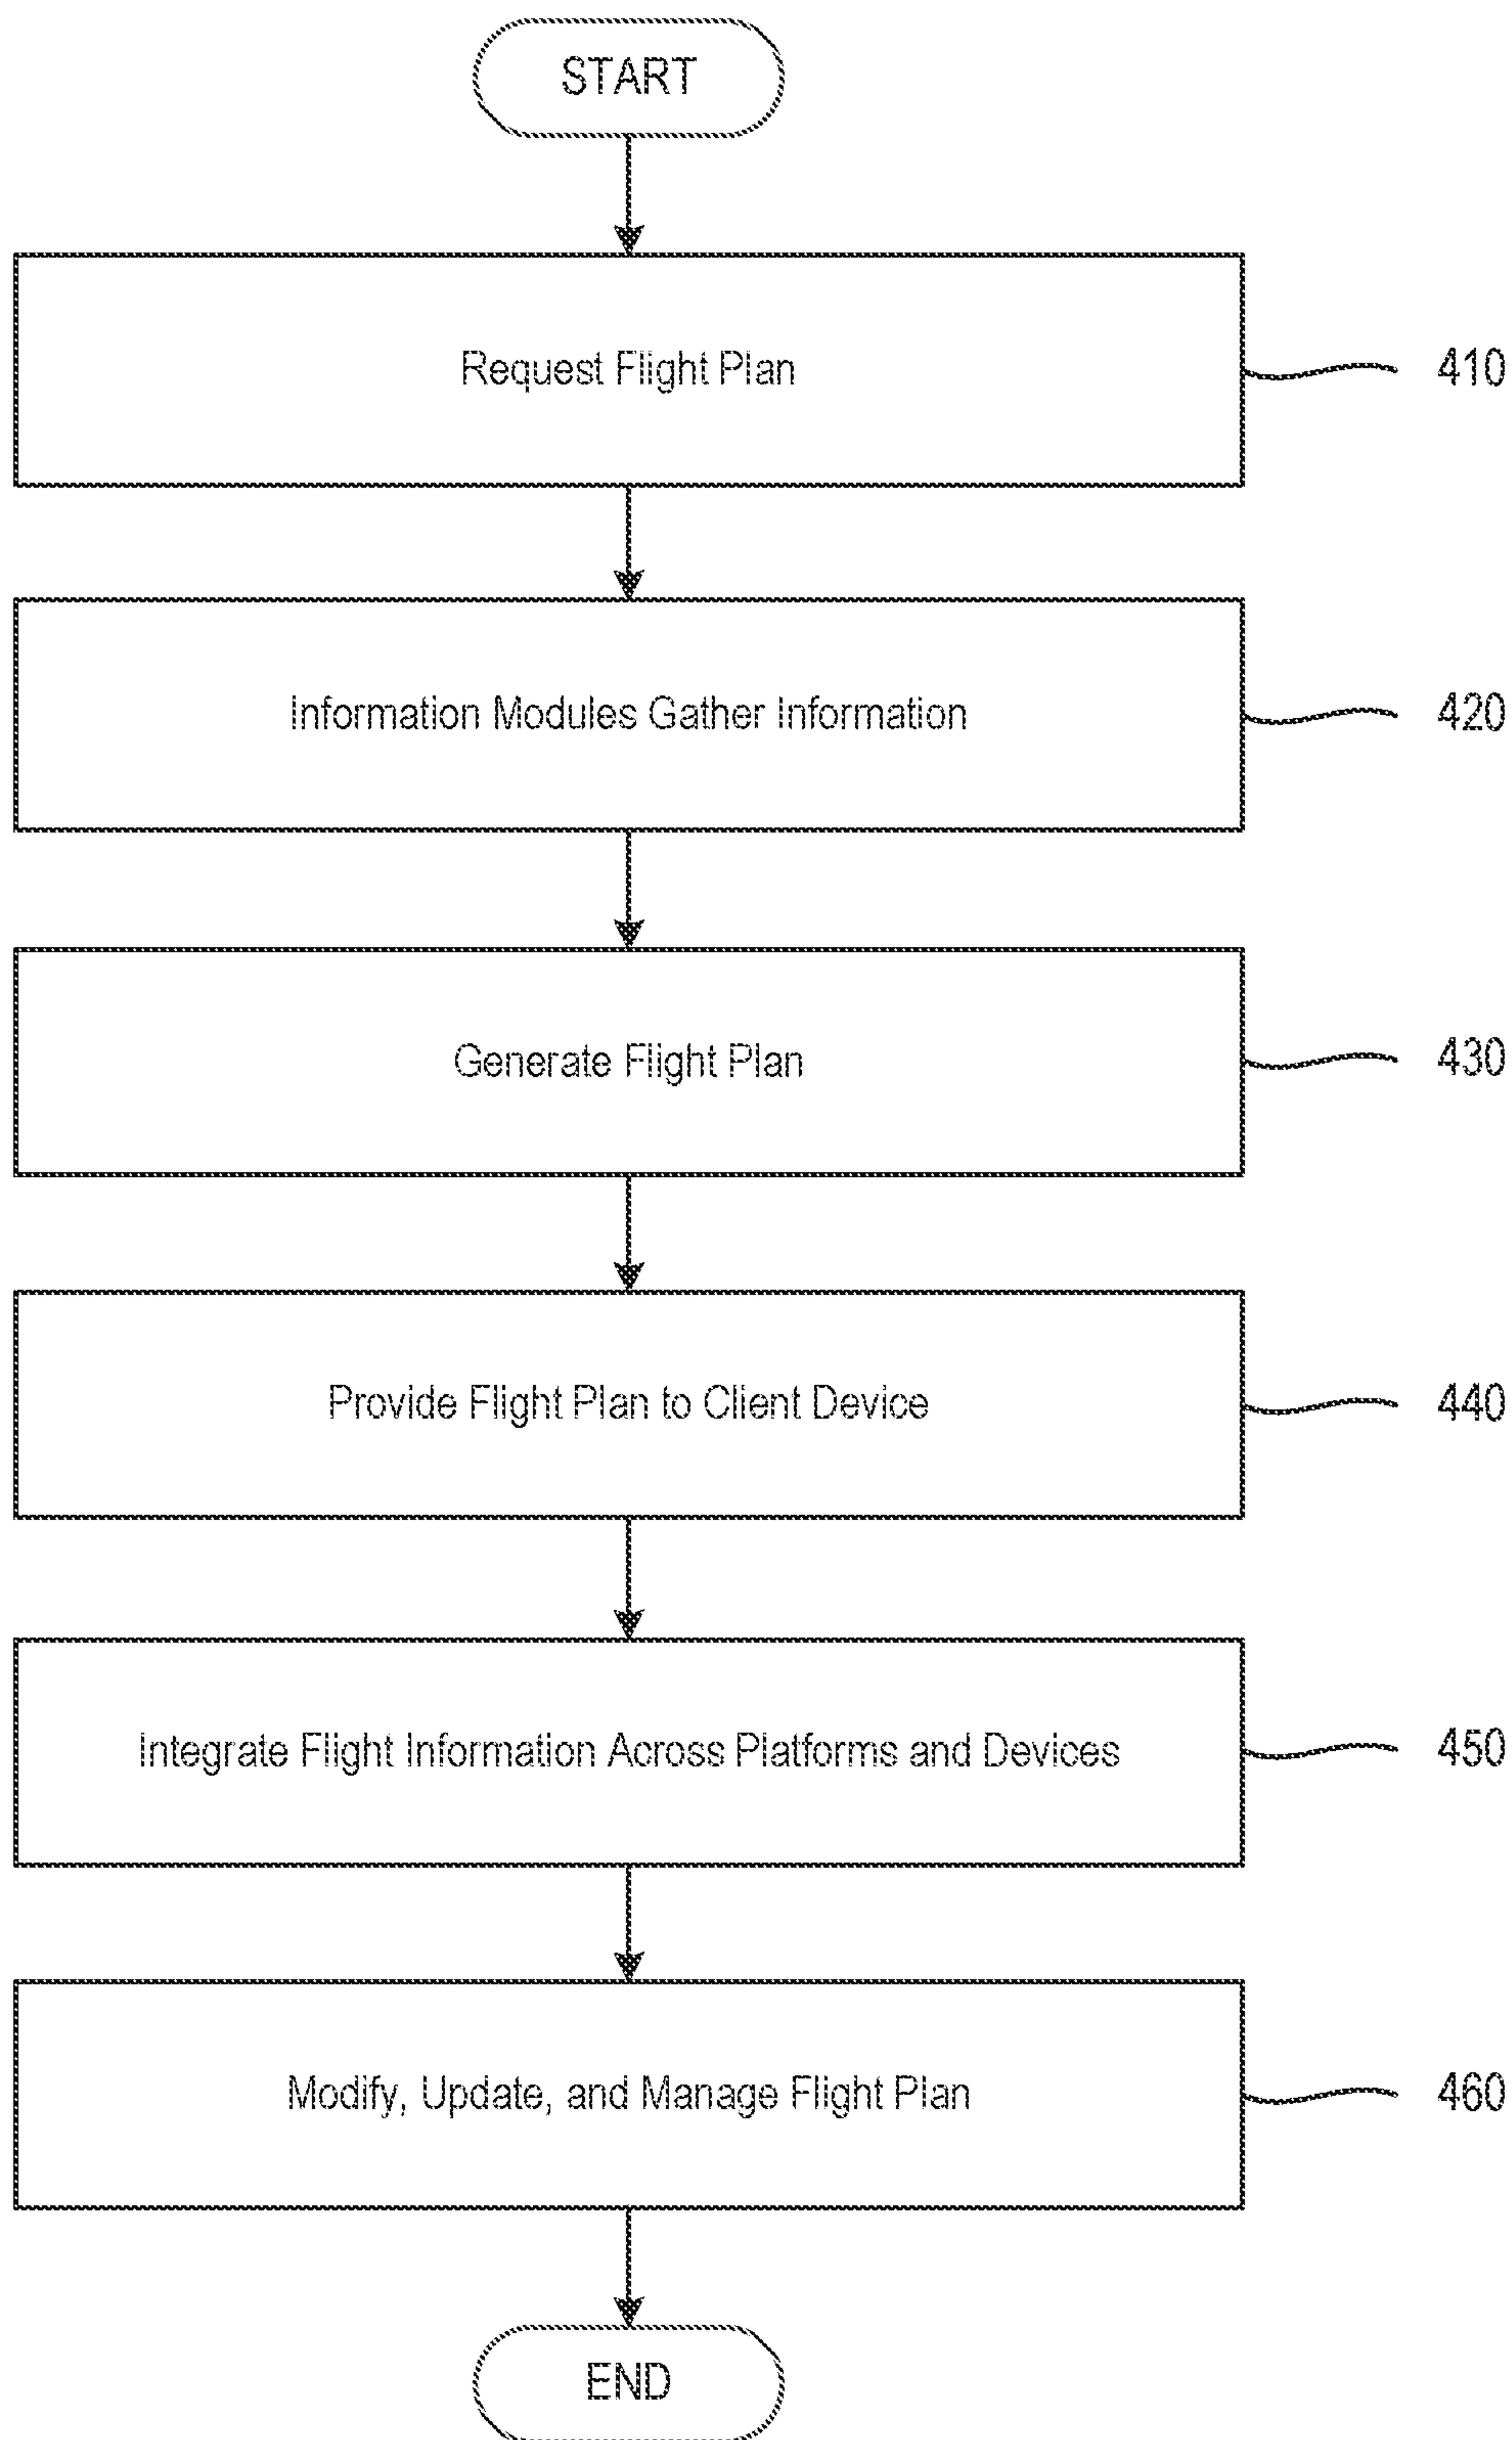 START
Request Flight Plan
410
Information Modules Gather Information
420
Generate Flight Plan
430
Provide Flight Plan to Client Device
440
Integrate Flight Information Across Platforms and Devices
450
Modify, Update, and Manage Flight Plan
460
END